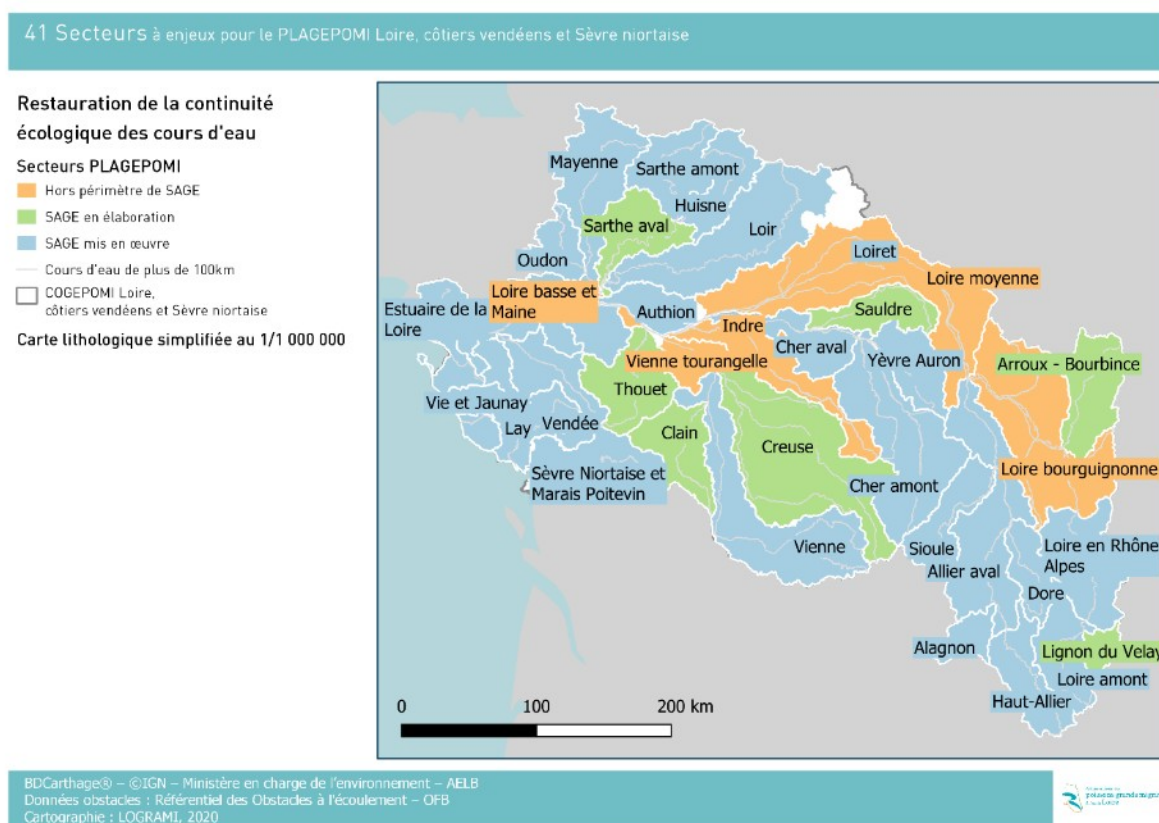 41 Secteurs à enjeux pour le PLAGEPOMI Loire, côtiers vendéens et Sèvre niortaise
Restauration de la continuité
écologique des cours d'eau
Secteurs PLAGEPOMI
Hors périmètre de SAGE
SAGE en élaboration
SAGE mis en œuvre
Cours d'eau de plus de 100km
COGEPOMI Loire,
côtiers vendéens et Sèvre niortaise
Carte lithologique simplifiée au 1/1 000 000
Mayenne
Sarthe amont
Huisne
Sarthe aval
Loir
Oudon
Loiret
Loire moyenne
Loire basse et
Maine
Estuaire de la
Loire
Authion
Indre
Sauldre
Cher aval
Yèvre Auron
Vienne tourangelle
Arroux - Bourbince
Thouet
Vie et Jaunay
Lay
Vendée
Clain
Creuse
Sèvre Niortaise et
Marais Poitevin
Cher amont
Loire bourguignonne
Vienne
Sioule
Allier aval
Loire en Rhône
Alpes
Dore
Alagnon
Lignon du Velay
Loire amont
Haut-Allier
0 100 200 km
BDCarthage® – ©IGN – Ministère en charge de l'environnement – AELB
Données obstacles : Référentiel des Obstacles à l'écoulement – OFB
Cartographie : LOGRAMI, 2020